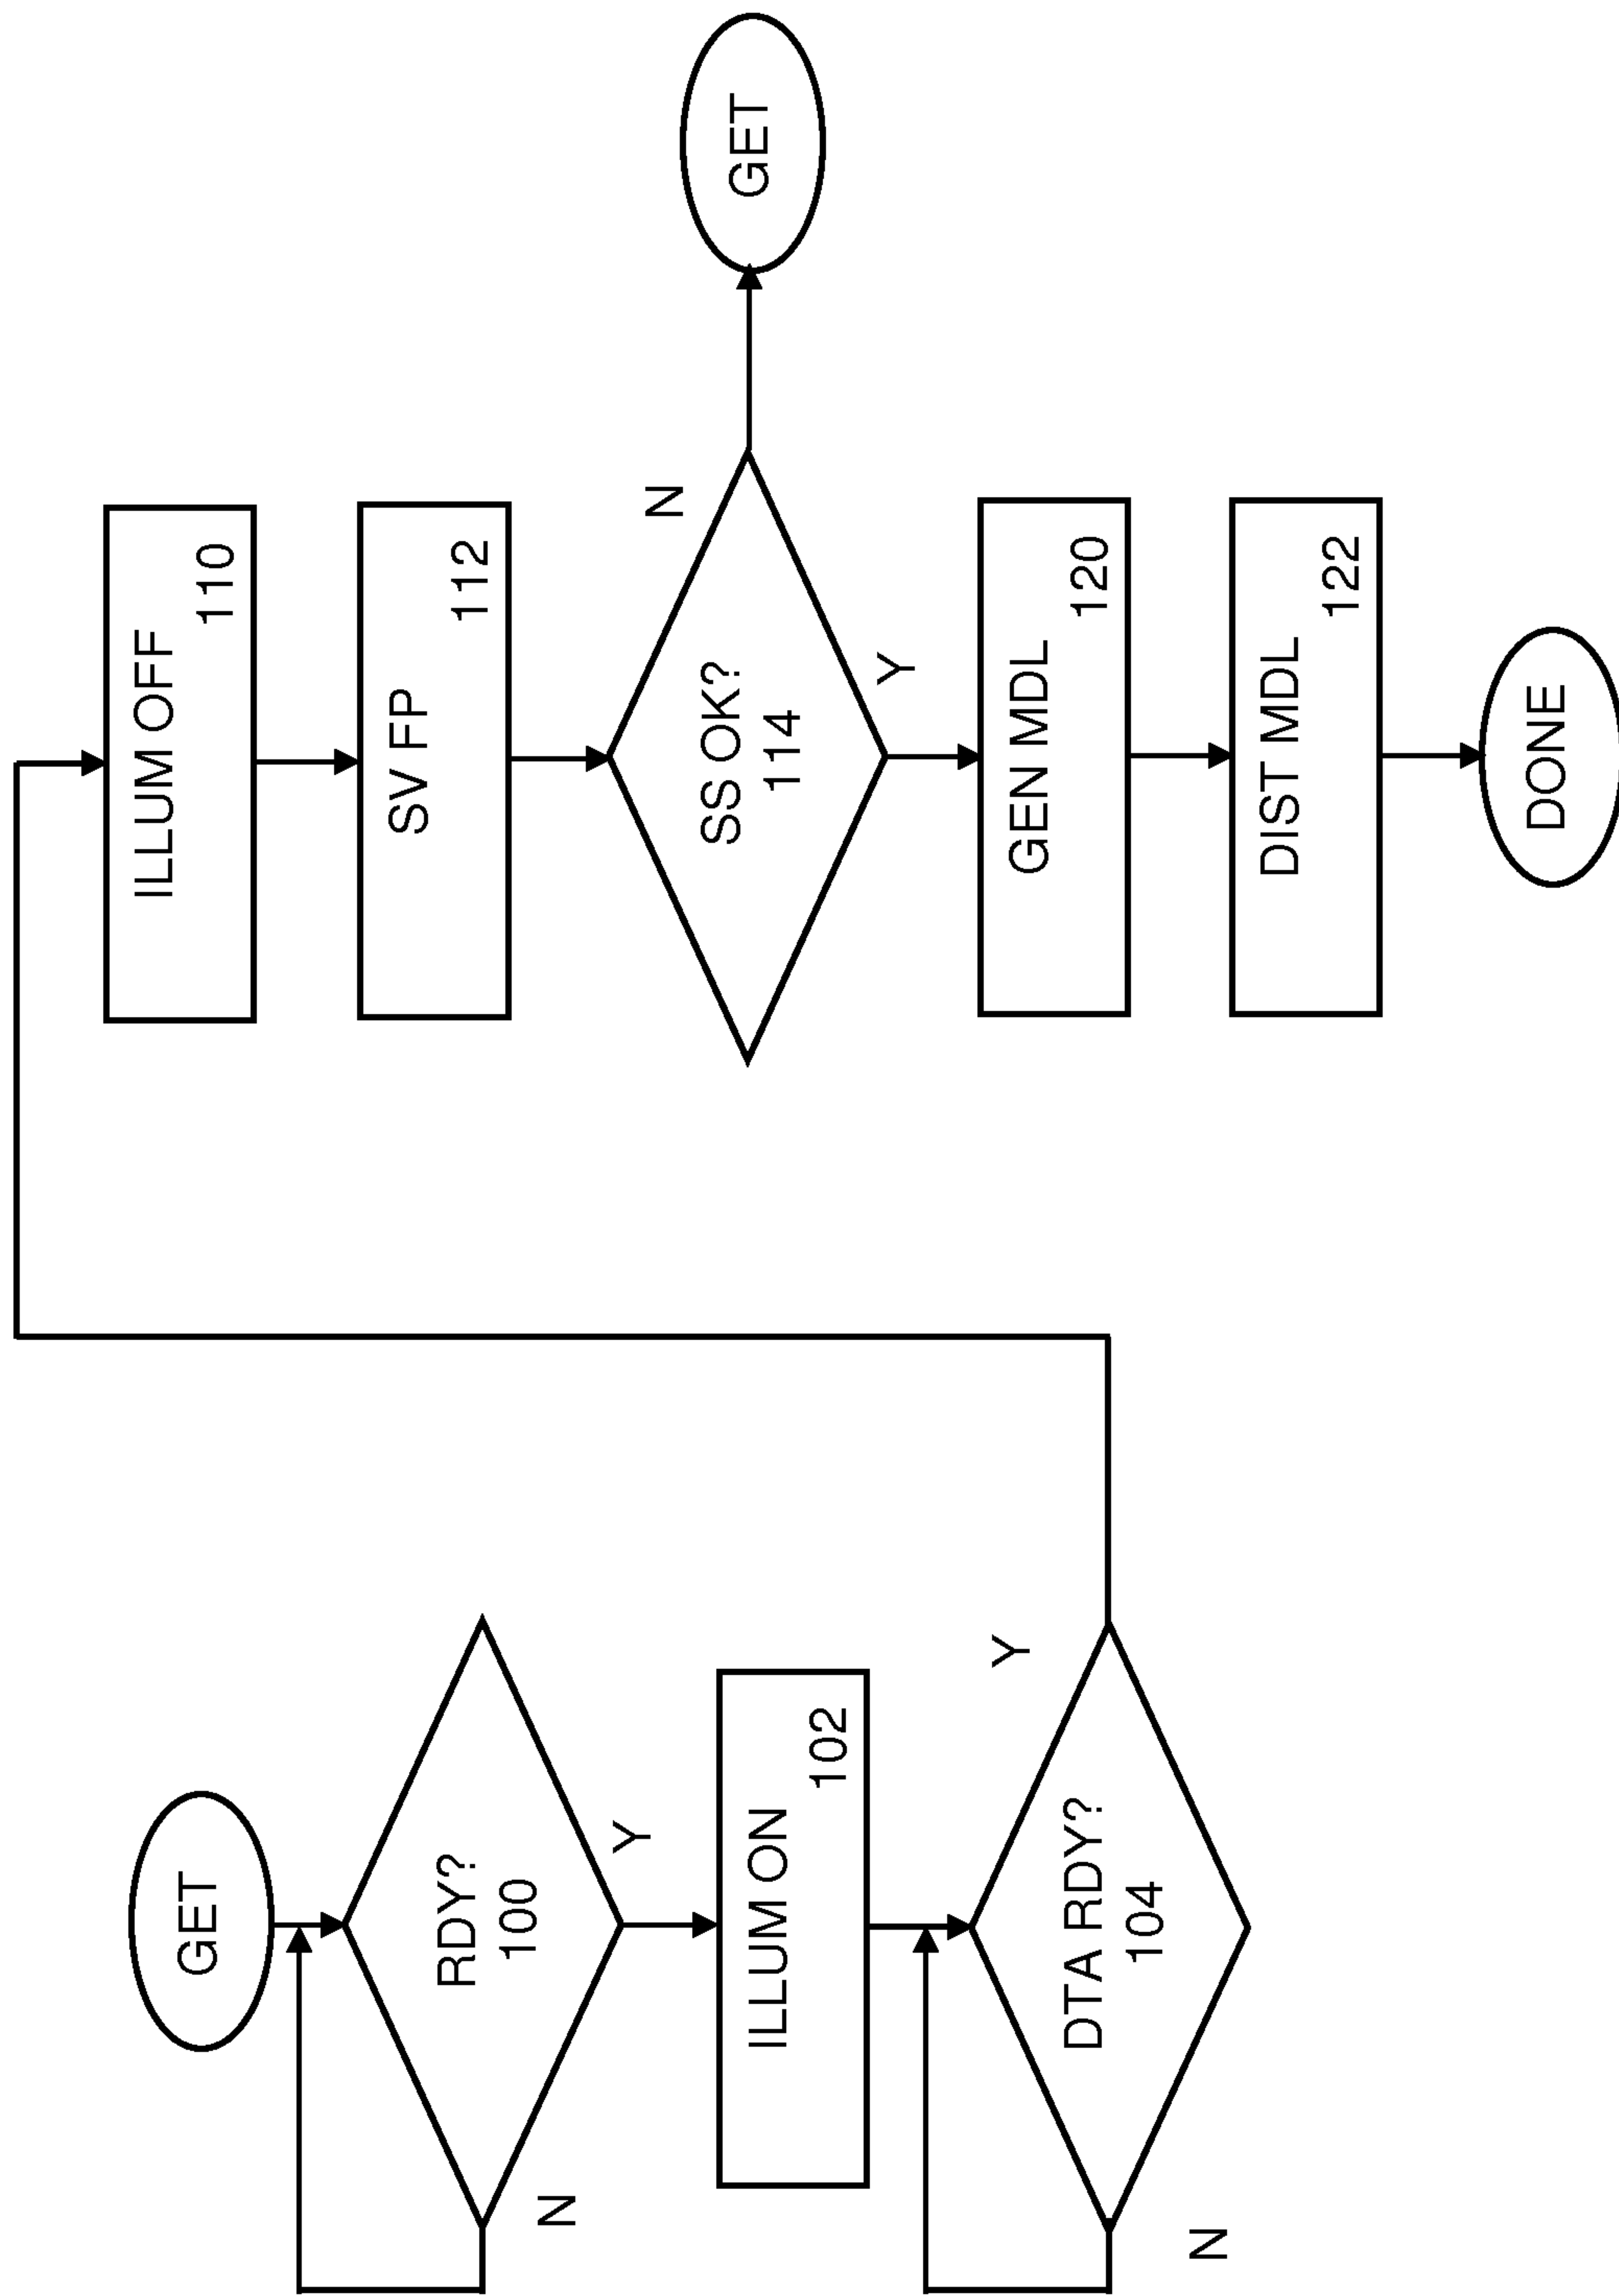 GET
RDY?
100
N
Y
ILLUM ON
102
DTA RDY?
104
N
Y
ILLUM OFF
110
SV FP
112
SS OK?
114
N
GET
Y
GEN MDL
120
DIST MDL
122
DONE